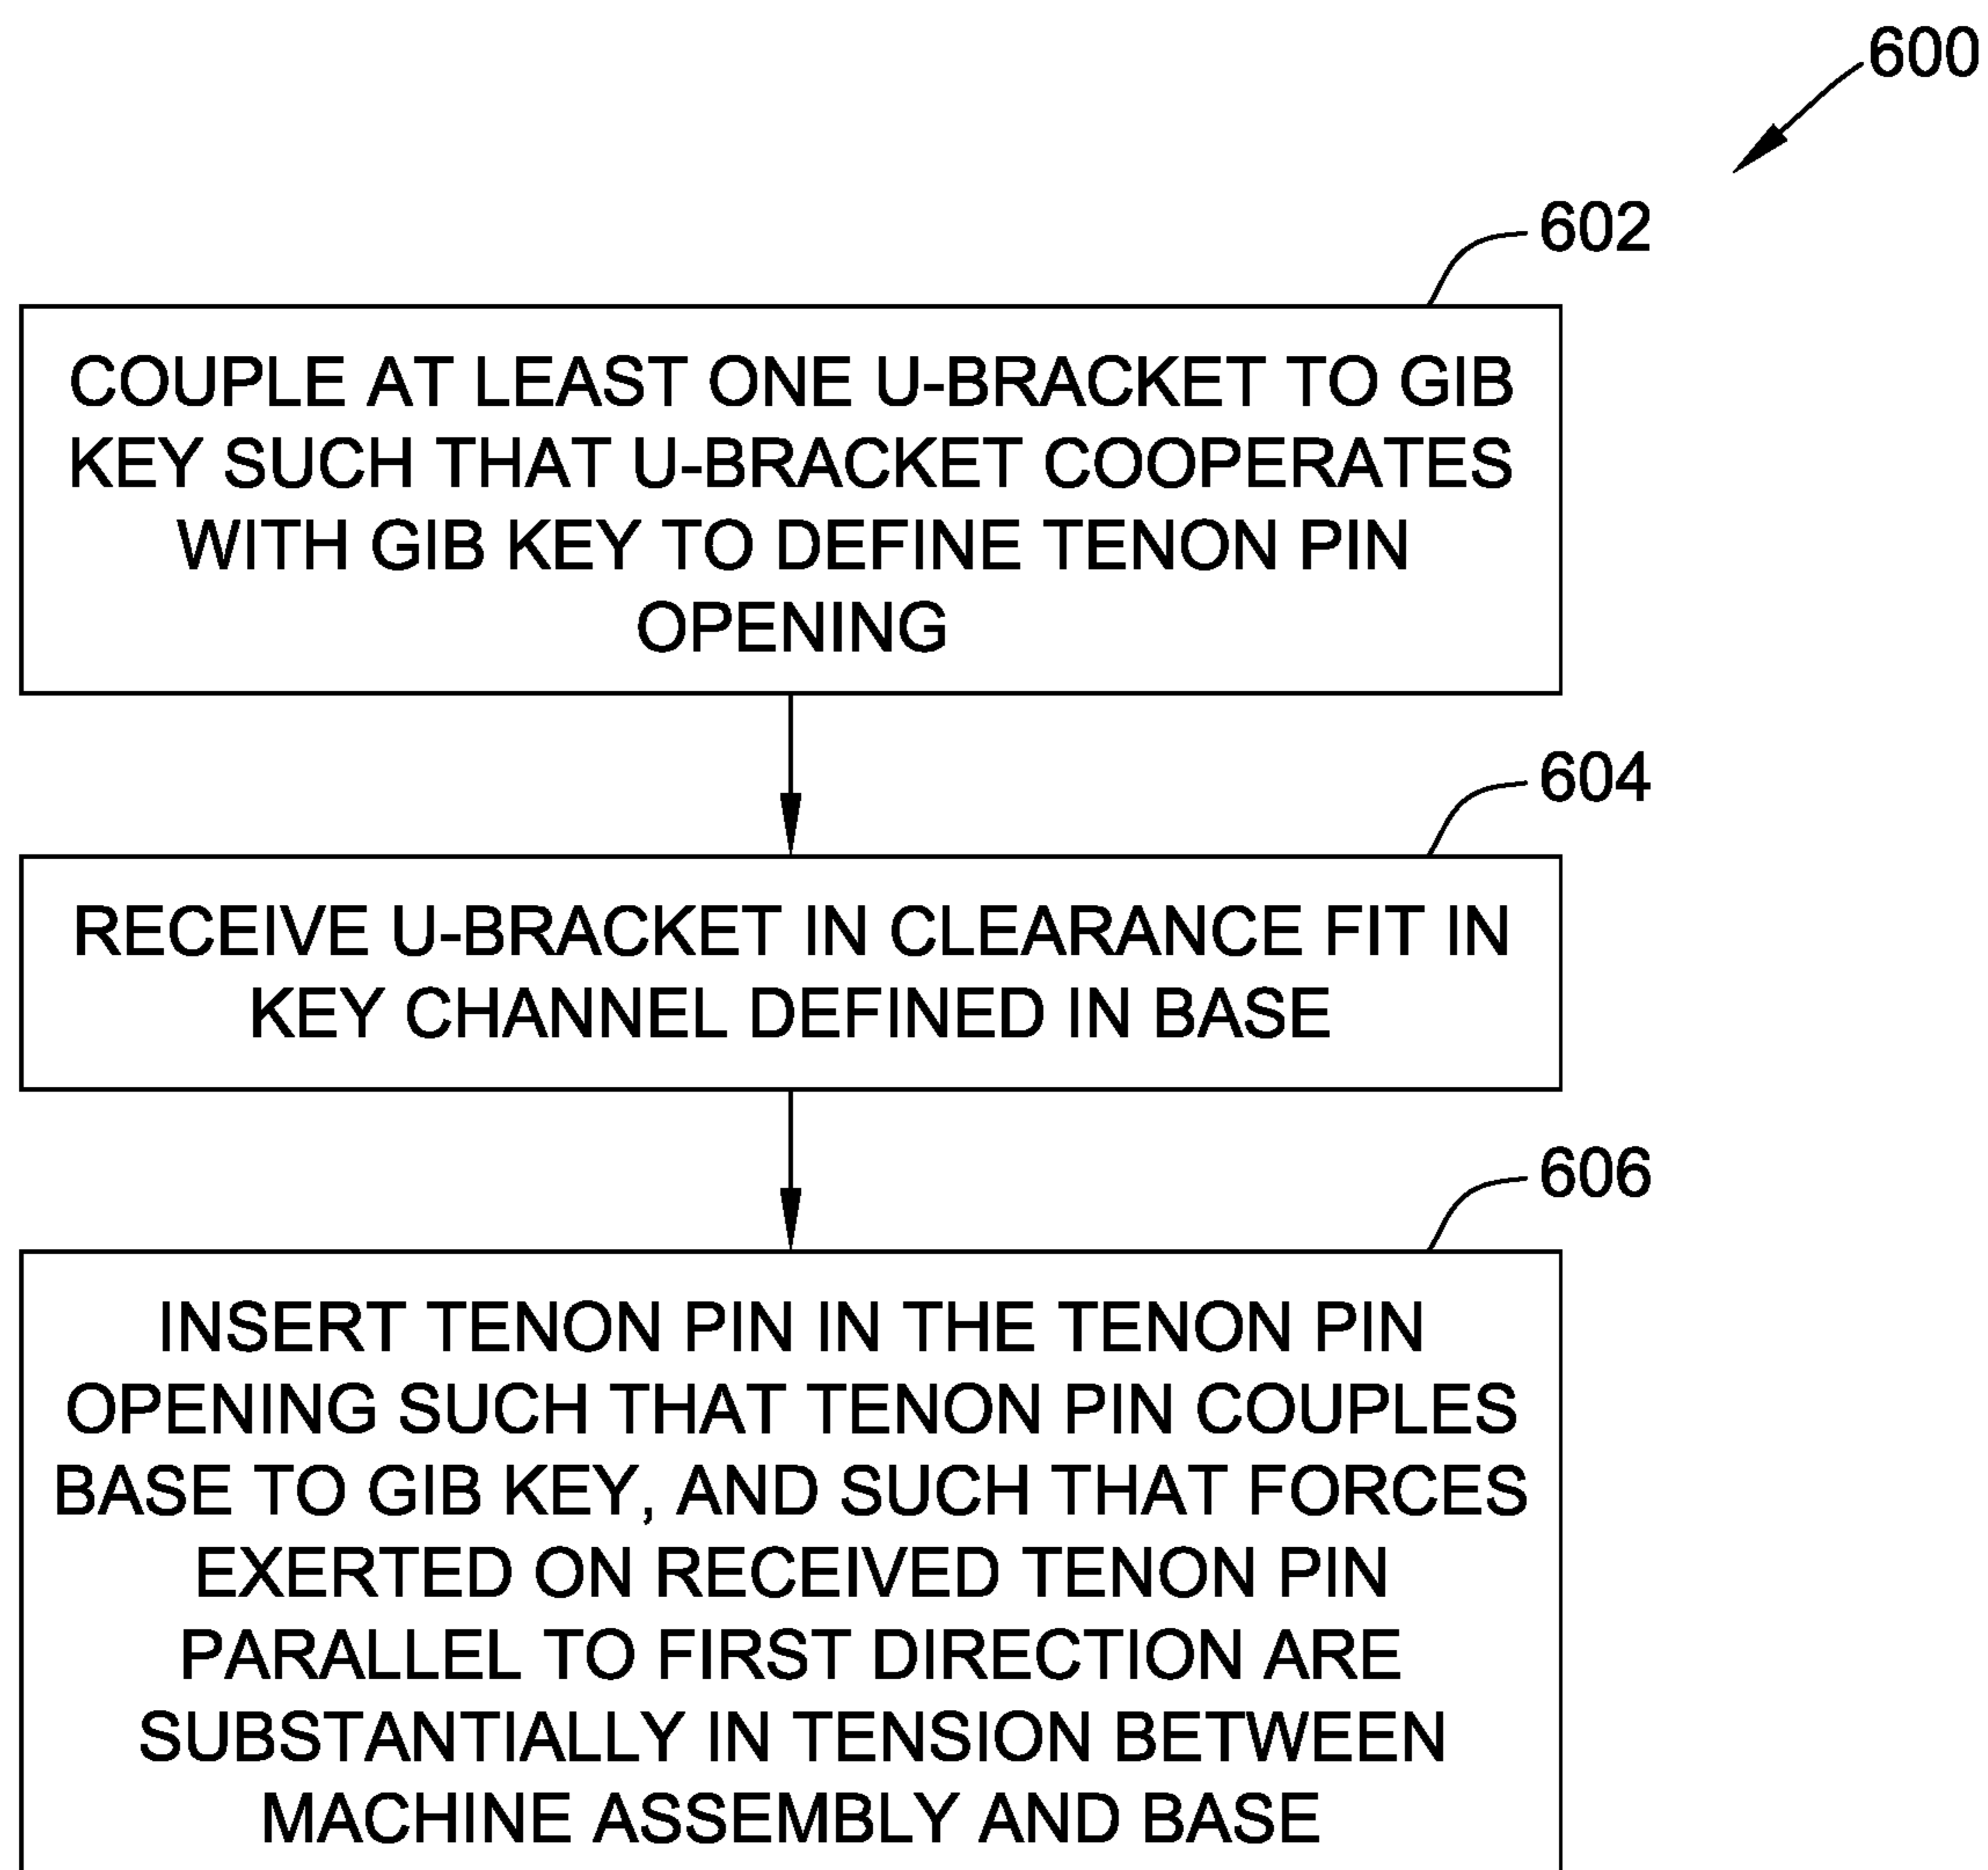 600
602
COUPLE AT LEAST ONE U-BRACKET TO GIB
KEY SUCH THAT U-BRACKET COOPERATES
WITH GIB KEY TO DEFINE TENON PIN
OPENING
604
RECEIVE U-BRACKET IN CLEARANCE FIT IN
KEY CHANNEL DEFINED IN BASE
606
INSERT TENON PIN IN THE TENON PIN
OPENING SUCH THAT TENON PIN COUPLES
BASE TO GIB KEY, AND SUCH THAT FORCES
EXERTED ON RECEIVED TENON PIN
PARALLEL TO FIRST DIRECTION ARE
SUBSTANTIALLY IN TENSION BETWEEN
MACHINE ASSEMBLY AND BASE